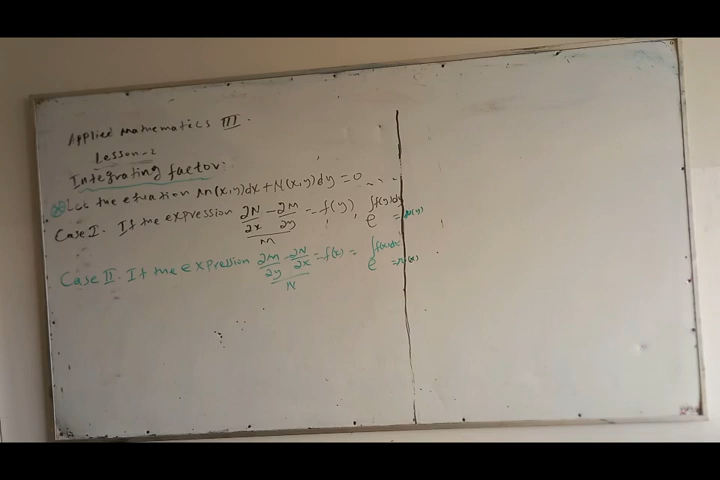 Applied Mathematics III.
Lesson-2
Integrating factor:
Let the equation M(x,y)dx+N(x,y)dy=0 ...
Case I. If the expression (∂N/∂x - ∂M/∂y)/M = f(y) e^∫f(y)dy = μ(y)
Case II. If the expression (∂M/∂y - ∂N/∂x)/N = f(x) = e^∫f(x)dx = μ(x)